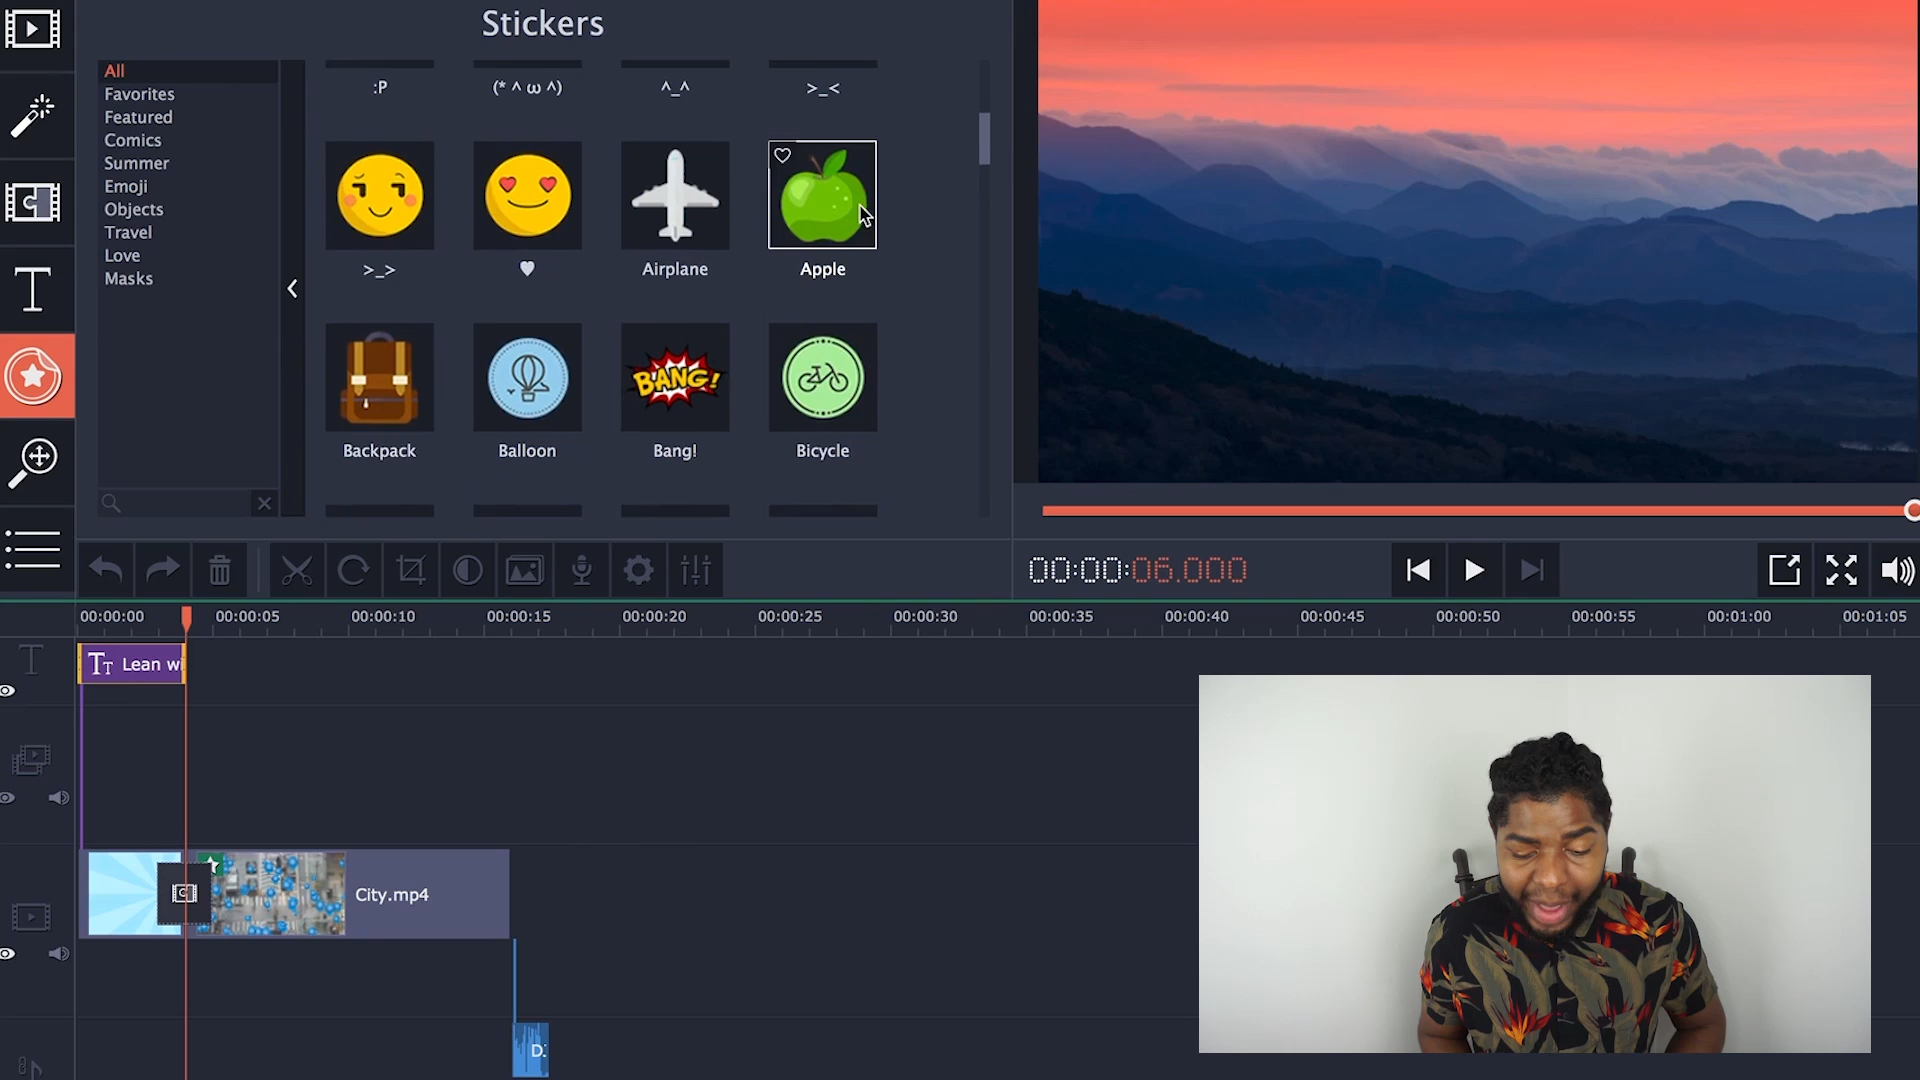 Stickers
All
Favorites
Featured
Comics
Summer
Emoji
Objects
Travel
Love
Masks
:P
(* ^ ω ^)
^_^
>_<
>_>
♥
Airplane
Apple
Backpack
Balloon
BANG!
Bang!
Bicycle
00:00:06.000
00:00:00
00:00:05
00:00:10
00:00:15
00:00:20
00:00:25
00:00:30
00:00:35
00:00:40
00:00:45
00:00:50
00:00:55
00:01:00
00:01:05
Lean wi
City.mp4
D: